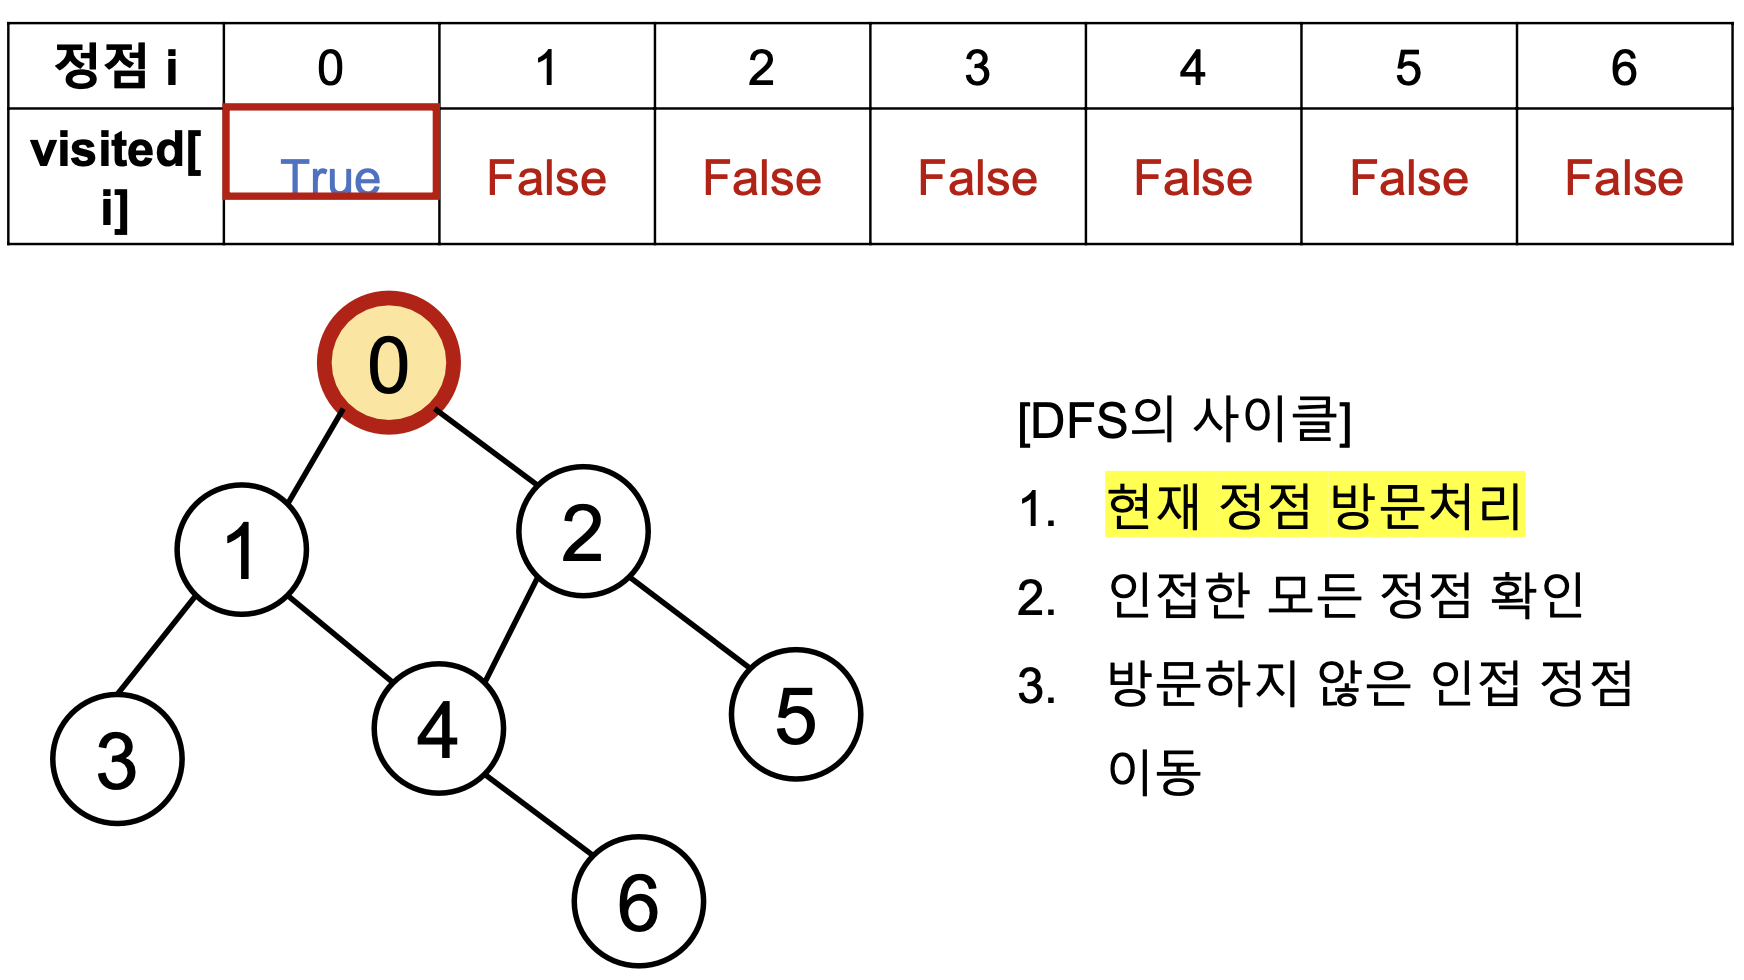 정점 i 0 1 2 3 4 5 6
visited[
i] True False False False False False False
0
1
2
3
4
5
6
[DFS의 사이클]
1. 현재 정점 방문처리
2. 인접한 모든 정점 확인
3. 방문하지 않은 인접 정점
이동